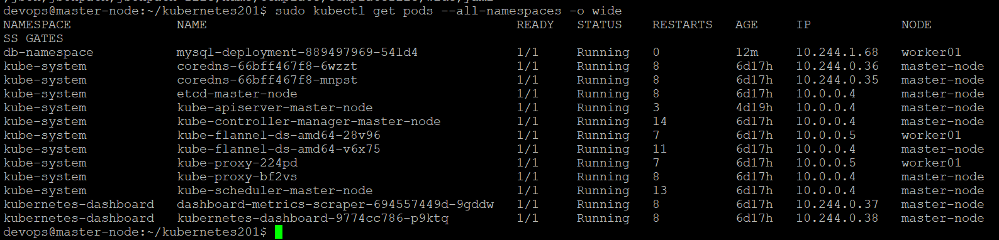 devops@master-node:~/kubernetes201$ sudo kubectl get pods --all-namespaces -o wide
NAMESPACE NAME READY STATUS RESTARTS AGE IP NODE
SS GATES
db-namespace mysql-deployment-889497969-54ld4 1/1 Running 0 12m 10.244.1.68 worker01
kube-system coredns-66bff467f8-6wzzt 1/1 Running 8 6d17h 10.244.0.36 master-node
kube-system coredns-66bff467f8-mnpst 1/1 Running 8 6d17h 10.244.0.35 master-node
kube-system etcd-master-node 1/1 Running 8 6d17h 10.0.0.4 master-node
kube-system kube-apiserver-master-node 1/1 Running 3 4d19h 10.0.0.4 master-node
kube-system kube-controller-manager-master-node 1/1 Running 14 6d17h 10.0.0.4 master-node
kube-system kube-flannel-ds-amd64-28v96 1/1 Running 7 6d17h 10.0.0.5 worker01
kube-system kube-flannel-ds-amd64-v6x75 1/1 Running 11 6d17h 10.0.0.4 master-node
kube-system kube-proxy-224pd 1/1 Running 7 6d17h 10.0.0.5 worker01
kube-system kube-proxy-bf2vs 1/1 Running 8 6d17h 10.0.0.4 master-node
kube-system kube-scheduler-master-node 1/1 Running 13 6d17h 10.0.0.4 master-node
kubernetes-dashboard dashboard-metrics-scraper-694557449d-9gddw 1/1 Running 8 6d17h 10.244.0.37 master-node
kubernetes-dashboard kubernetes-dashboard-9774cc786-p9ktq 1/1 Running 8 6d17h 10.244.0.38 master-node
devops@master-node:~/kubernetes201$